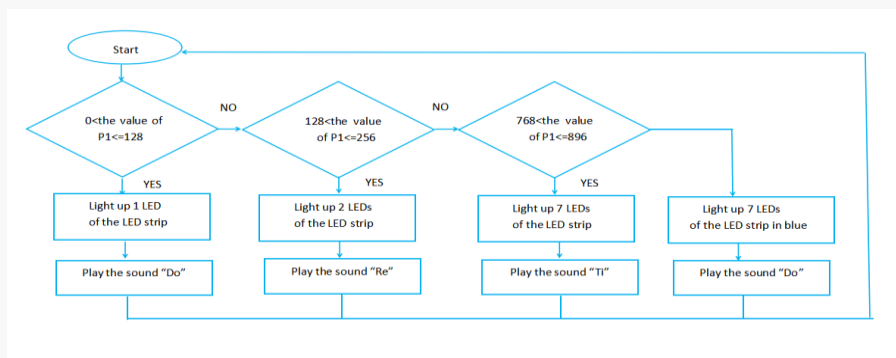 Start
0<the value of
P1<=128
NO
128<the value
of P1<=256
NO
768<the value
of P1<=896
YES
YES
YES
Light up 1 LED
of the LED strip
Light up 2 LEDs
of the LED strip
Light up 7 LEDs
of the LED strip
Light up 7 LEDs
of the LED strip in blue
Play the sound “Do”
Play the sound “Re”
Play the sound “Ti”
Play the sound “Do”